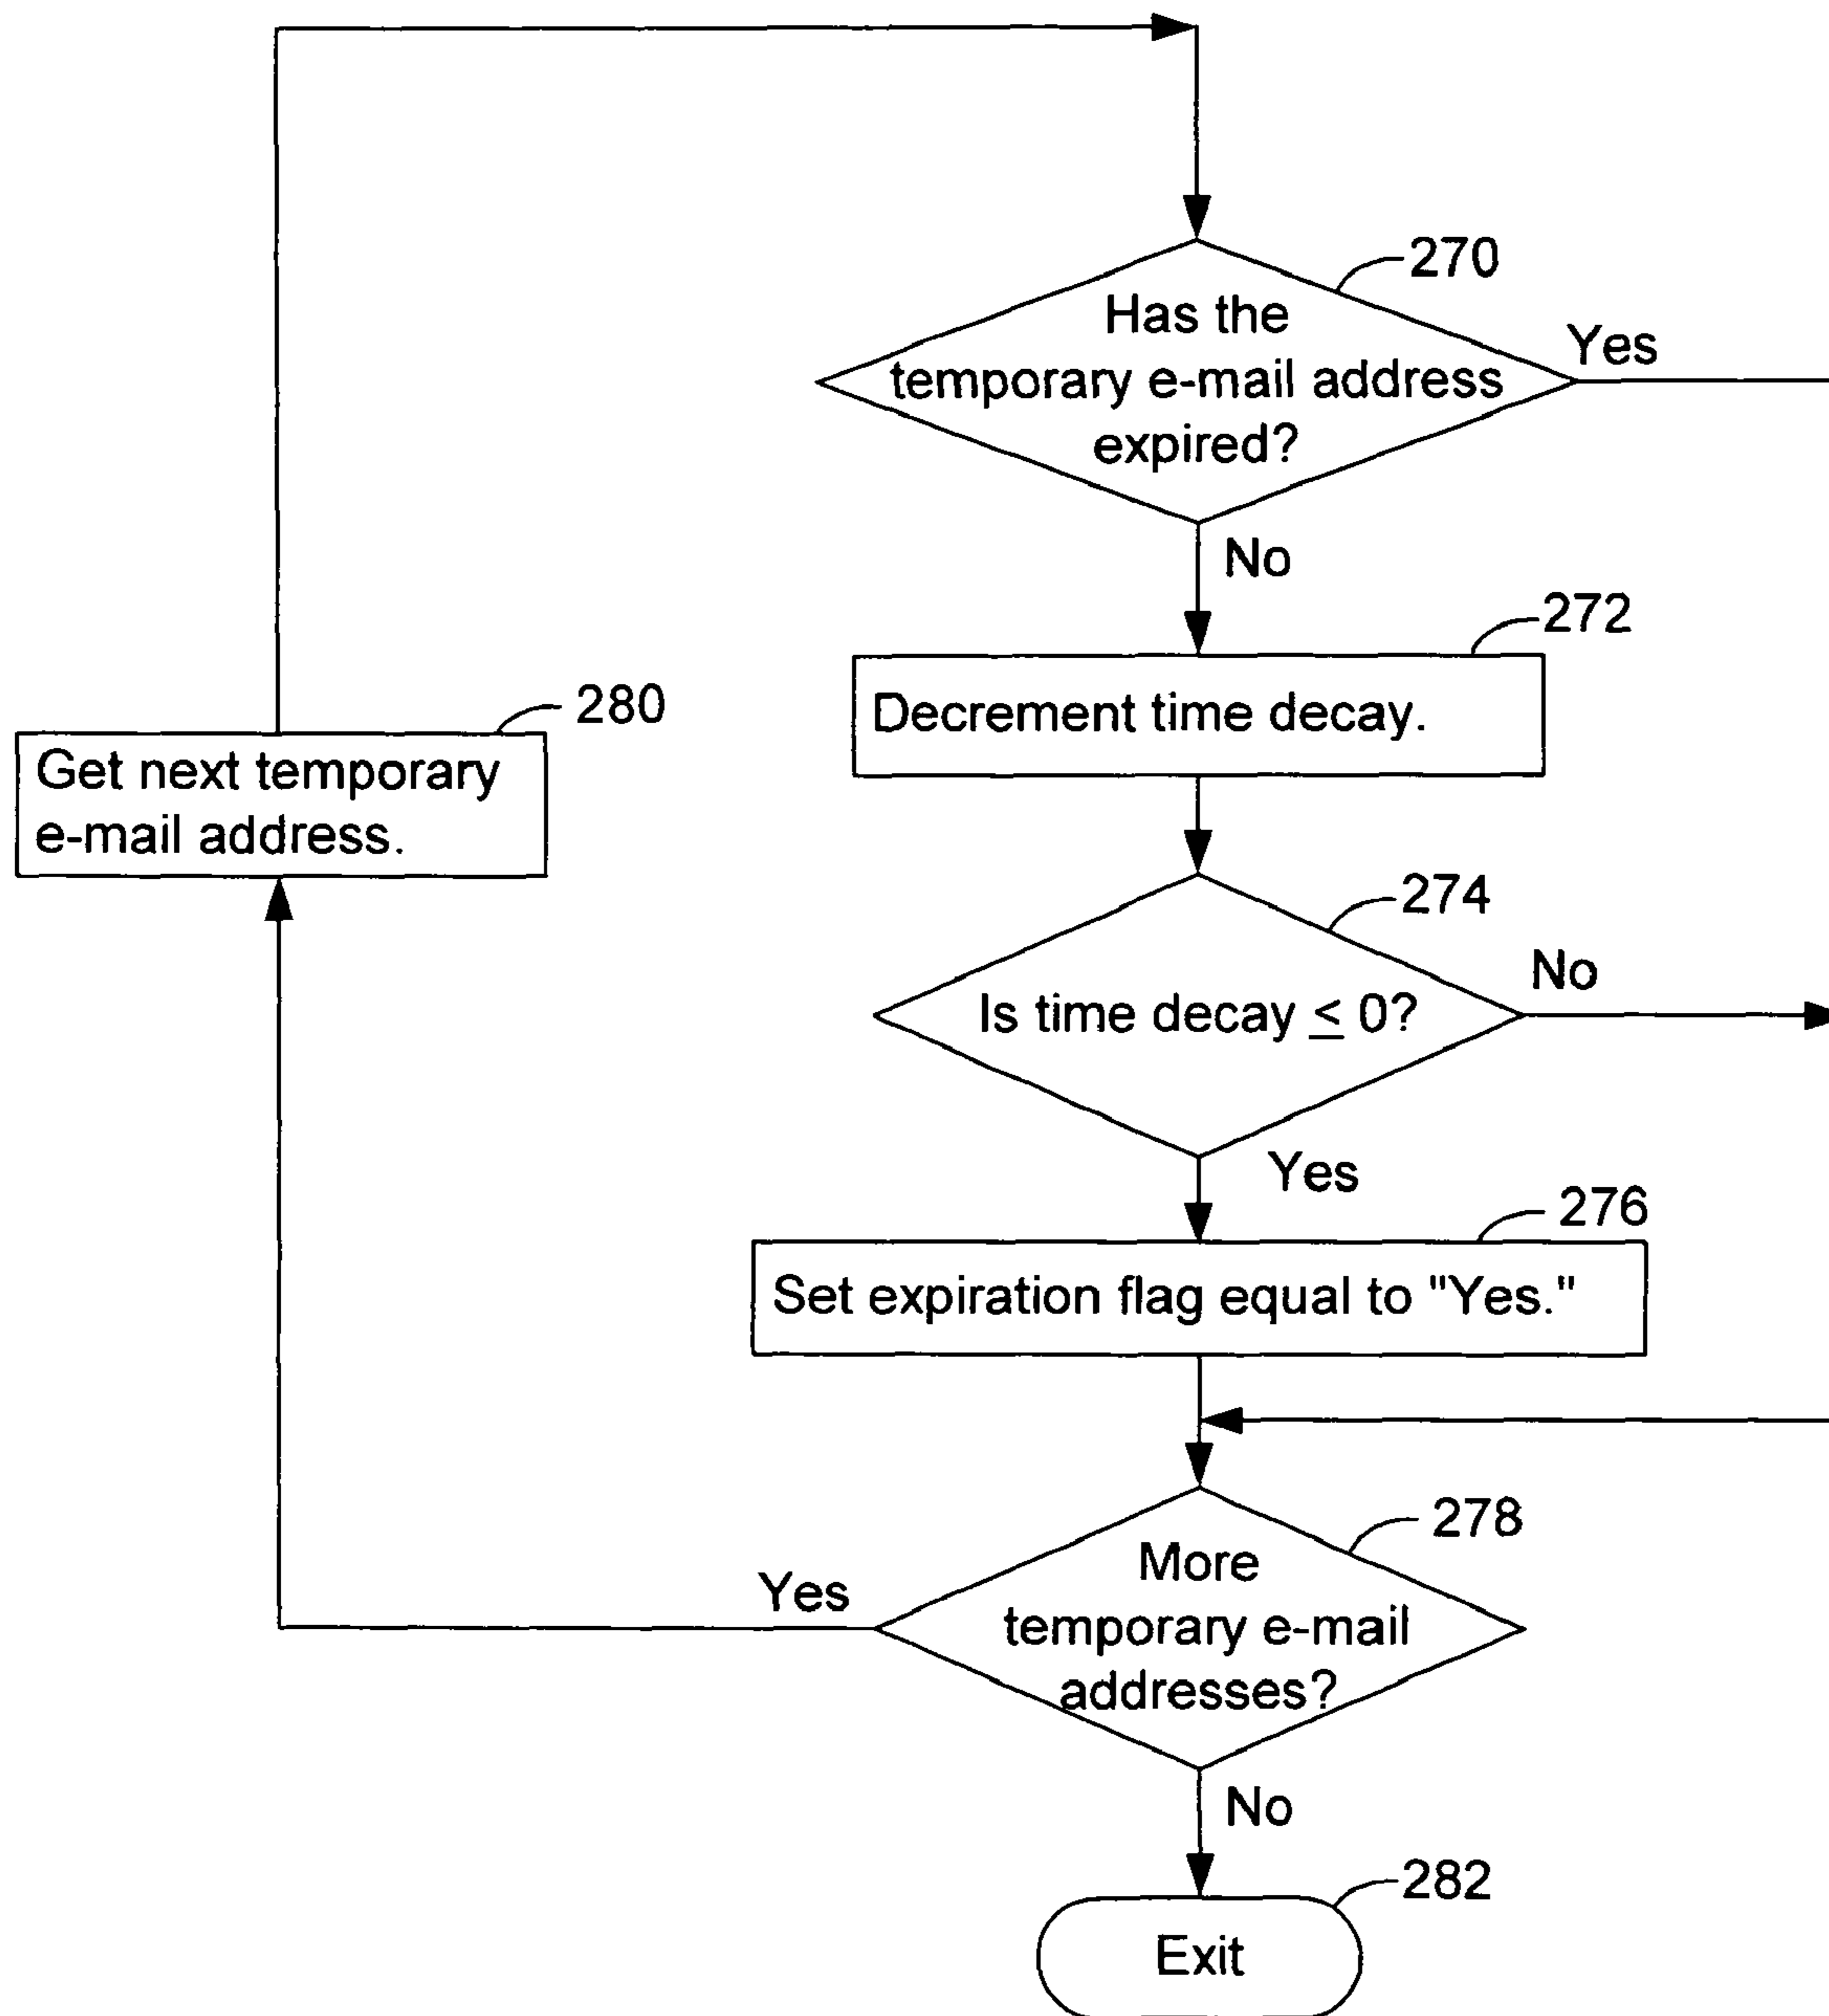 270
Has the
temporary e-mail address
expired?
Yes
No
272
Decrement time decay.
280
Get next temporary
e-mail address.
274
Is time decay ≤ 0?
No
Yes
276
Set expiration flag equal to "Yes."
278
More
temporary e-mail
addresses?
Yes
No
282
Exit